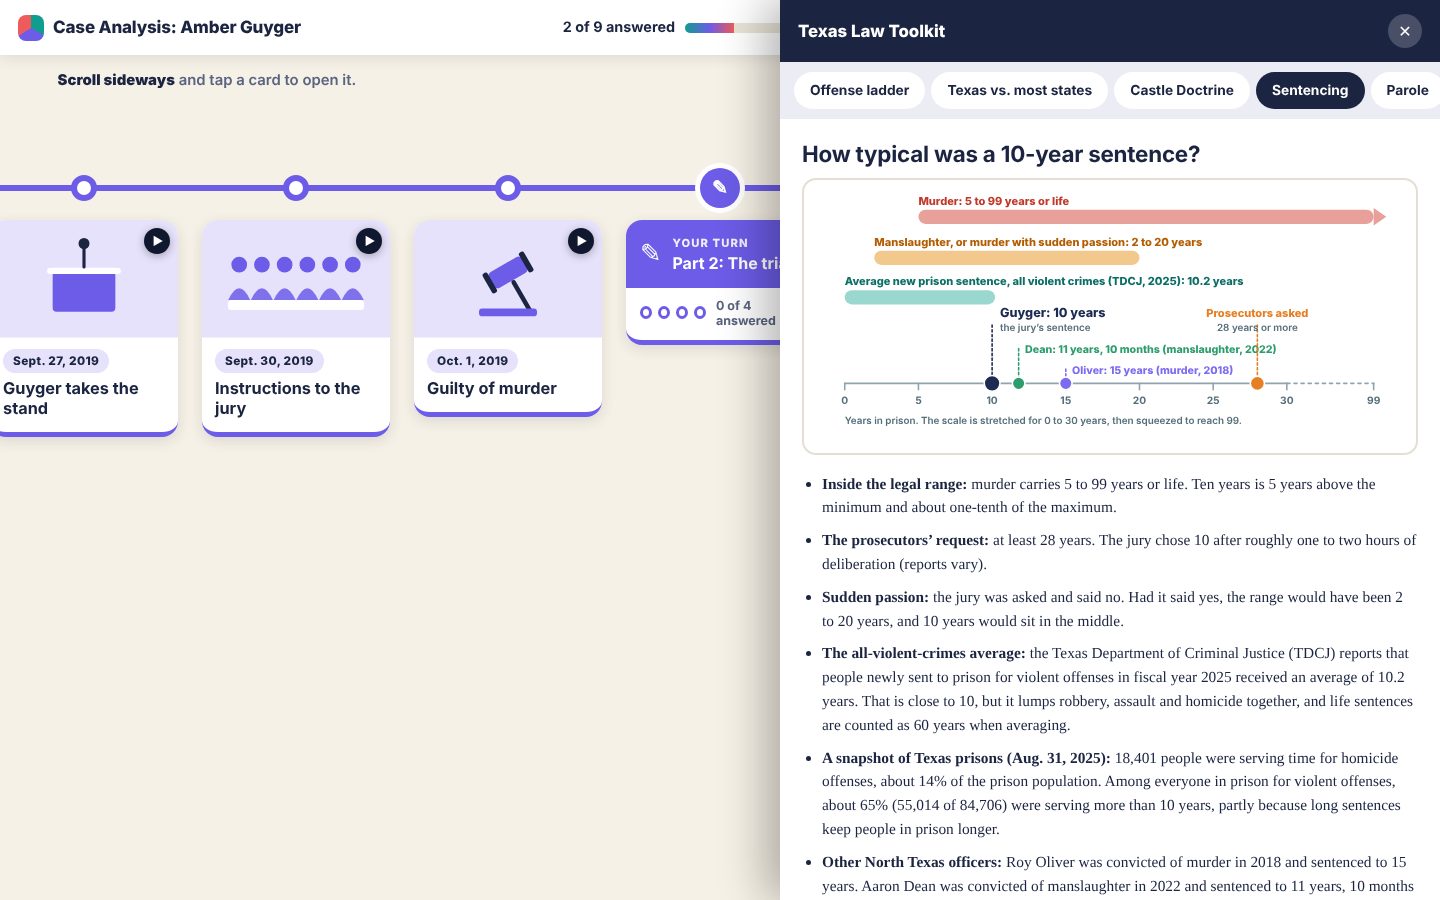 Case Analysis: Amber Guyger
2 of 9 answered
Scroll sideways and tap a card to open it.
Sept. 27, 2019
Guyger takes the
stand
Sept. 30, 2019
Instructions to the
jury
Oct. 1, 2019
Guilty of murder
YOUR TURN
Part 2: The tria
0 of 4
answered
Texas Law Toolkit
Offense ladder
Texas vs. most states
Castle Doctrine
Sentencing
Parole
How typical was a 10-year sentence?
Murder: 5 to 99 years or life
Manslaughter, or murder with sudden passion: 2 to 20 years
Average new prison sentence, all violent crimes (TDCJ, 2025): 10.2 years
Guyger: 10 years
the jury's sentence
Prosecutors asked
28 years or more
Dean: 11 years, 10 months (manslaughter, 2022)
Oliver: 15 years (murder, 2018)
0 5 10 15 20 25 30 99
Years in prison. The scale is stretched for 0 to 30 years, then squeezed to reach 99.
• Inside the legal range: murder carries 5 to 99 years or life. Ten years is 5 years above the
minimum and about one-tenth of the maximum.
• The prosecutors’ request: at least 28 years. The jury chose 10 after roughly one to two hours of
deliberation (reports vary).
• Sudden passion: the jury was asked and said no. Had it said yes, the range would have been 2
to 20 years, and 10 years would sit in the middle.
• The all-violent-crimes average: the Texas Department of Criminal Justice (TDCJ) reports that
people newly sent to prison for violent offenses in fiscal year 2025 received an average of 10.2
years. That is close to 10, but it lumps robbery, assault and homicide together, and life sentences
are counted as 60 years when averaging.
• A snapshot of Texas prisons (Aug. 31, 2025): 18,401 people were serving time for homicide
offenses, about 14% of the prison population. Among everyone in prison for violent offenses,
about 65% (55,014 of 84,706) were serving more than 10 years, partly because long sentences
keep people in prison longer.
• Other North Texas officers: Roy Oliver was convicted of murder in 2018 and sentenced to 15
years. Aaron Dean was convicted of manslaughter in 2022 and sentenced to 11 years, 10 months